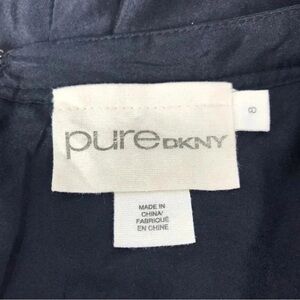 pure DKNY
8
MADE IN
CHINA/
FABRIQUÉ
EN CHINE